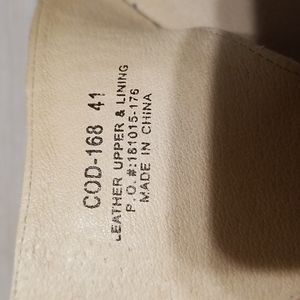 COD-168 41
LEATHER UPPER & LINING
P.O.#:181015-176
MADE IN CHINA